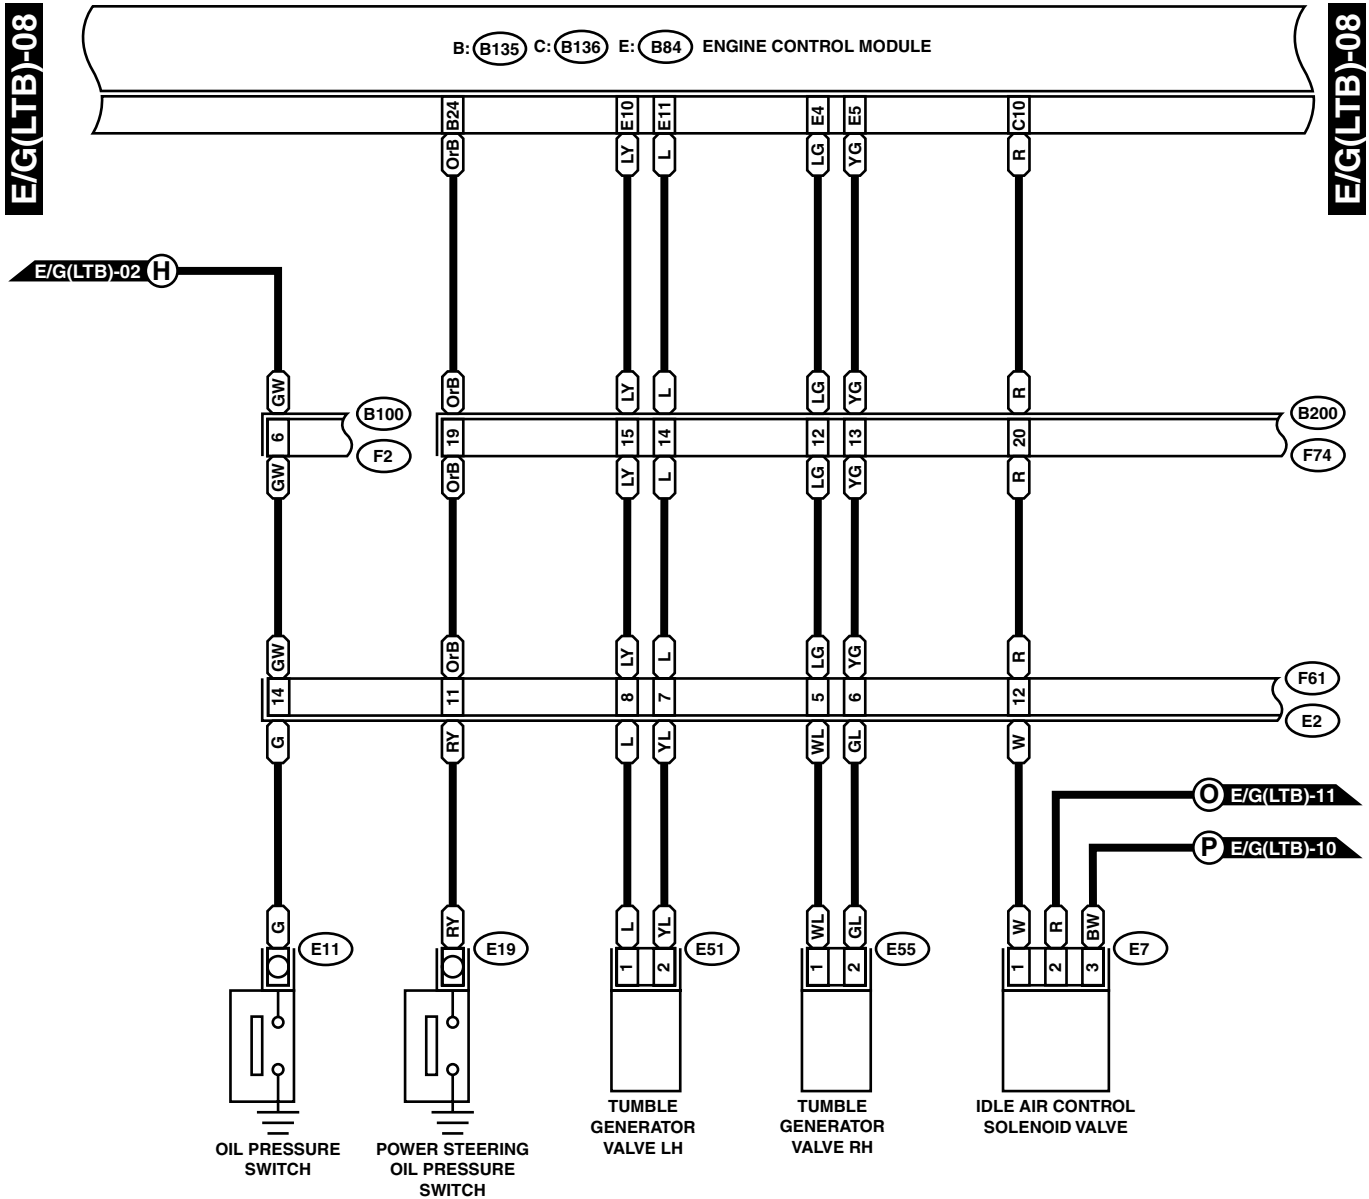 E/G(LTB)-08
E/G(LTB)-08
B: B135 C: B136 E: B84 ENGINE CONTROL MODULE
B24 E10 E11 E4 E5 C10
OrB LY L LG YG R
E/G(LTB)-02 H
GW OrB LY L LG YG R
B100 B200
6 19 15 14 12 13 20
F2 F74
GW OrB LY L LG YG R
GW OrB LY L LG YG R
F61
14 11 8 7 5 6 12
E2
G RY L YL WL GL W
O E/G(LTB)-11
P E/G(LTB)-10
G RY L YL WL GL W R BW
E11 E19 E51 E55 E7
1 2 1 2 1 2 3
OIL PRESSURE
SWITCH
POWER STEERING
OIL PRESSURE
SWITCH
TUMBLE
GENERATOR
VALVE LH
TUMBLE
GENERATOR
VALVE RH
IDLE AIR CONTROL
SOLENOID VALVE